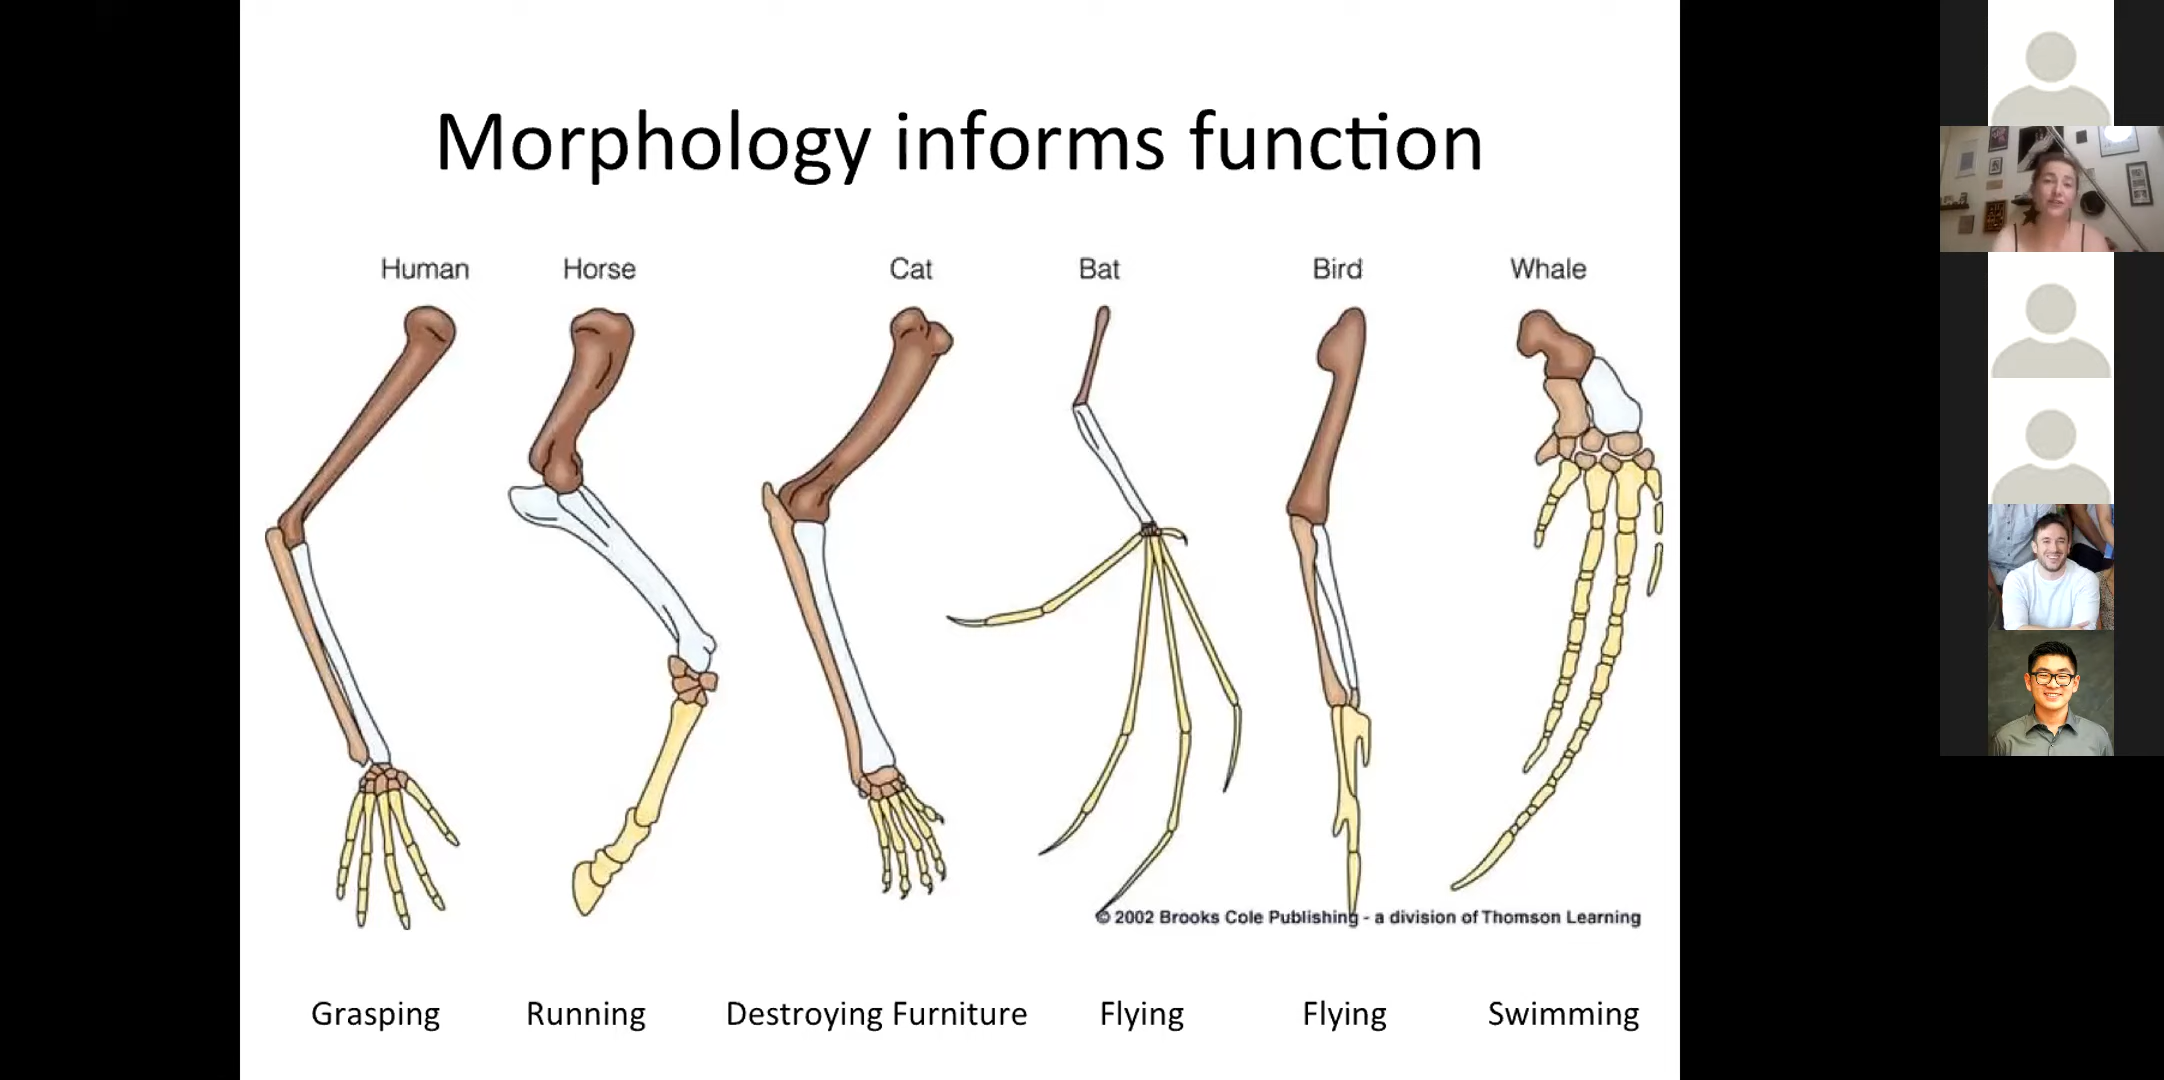 Morphology informs function
Human Horse Cat Bat Bird Whale
© 2002 Brooks Cole Publishing - a division of Thomson Learning
Grasping Running Destroying Furniture Flying Flying Swimming